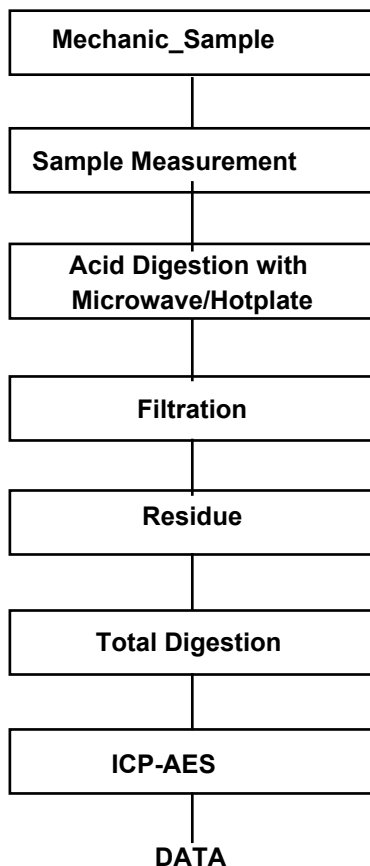 Mechanic_Sample
Sample Measurement
Acid Digestion with
Microwave/Hotplate
Filtration
Residue
Total Digestion
ICP-AES
DATA